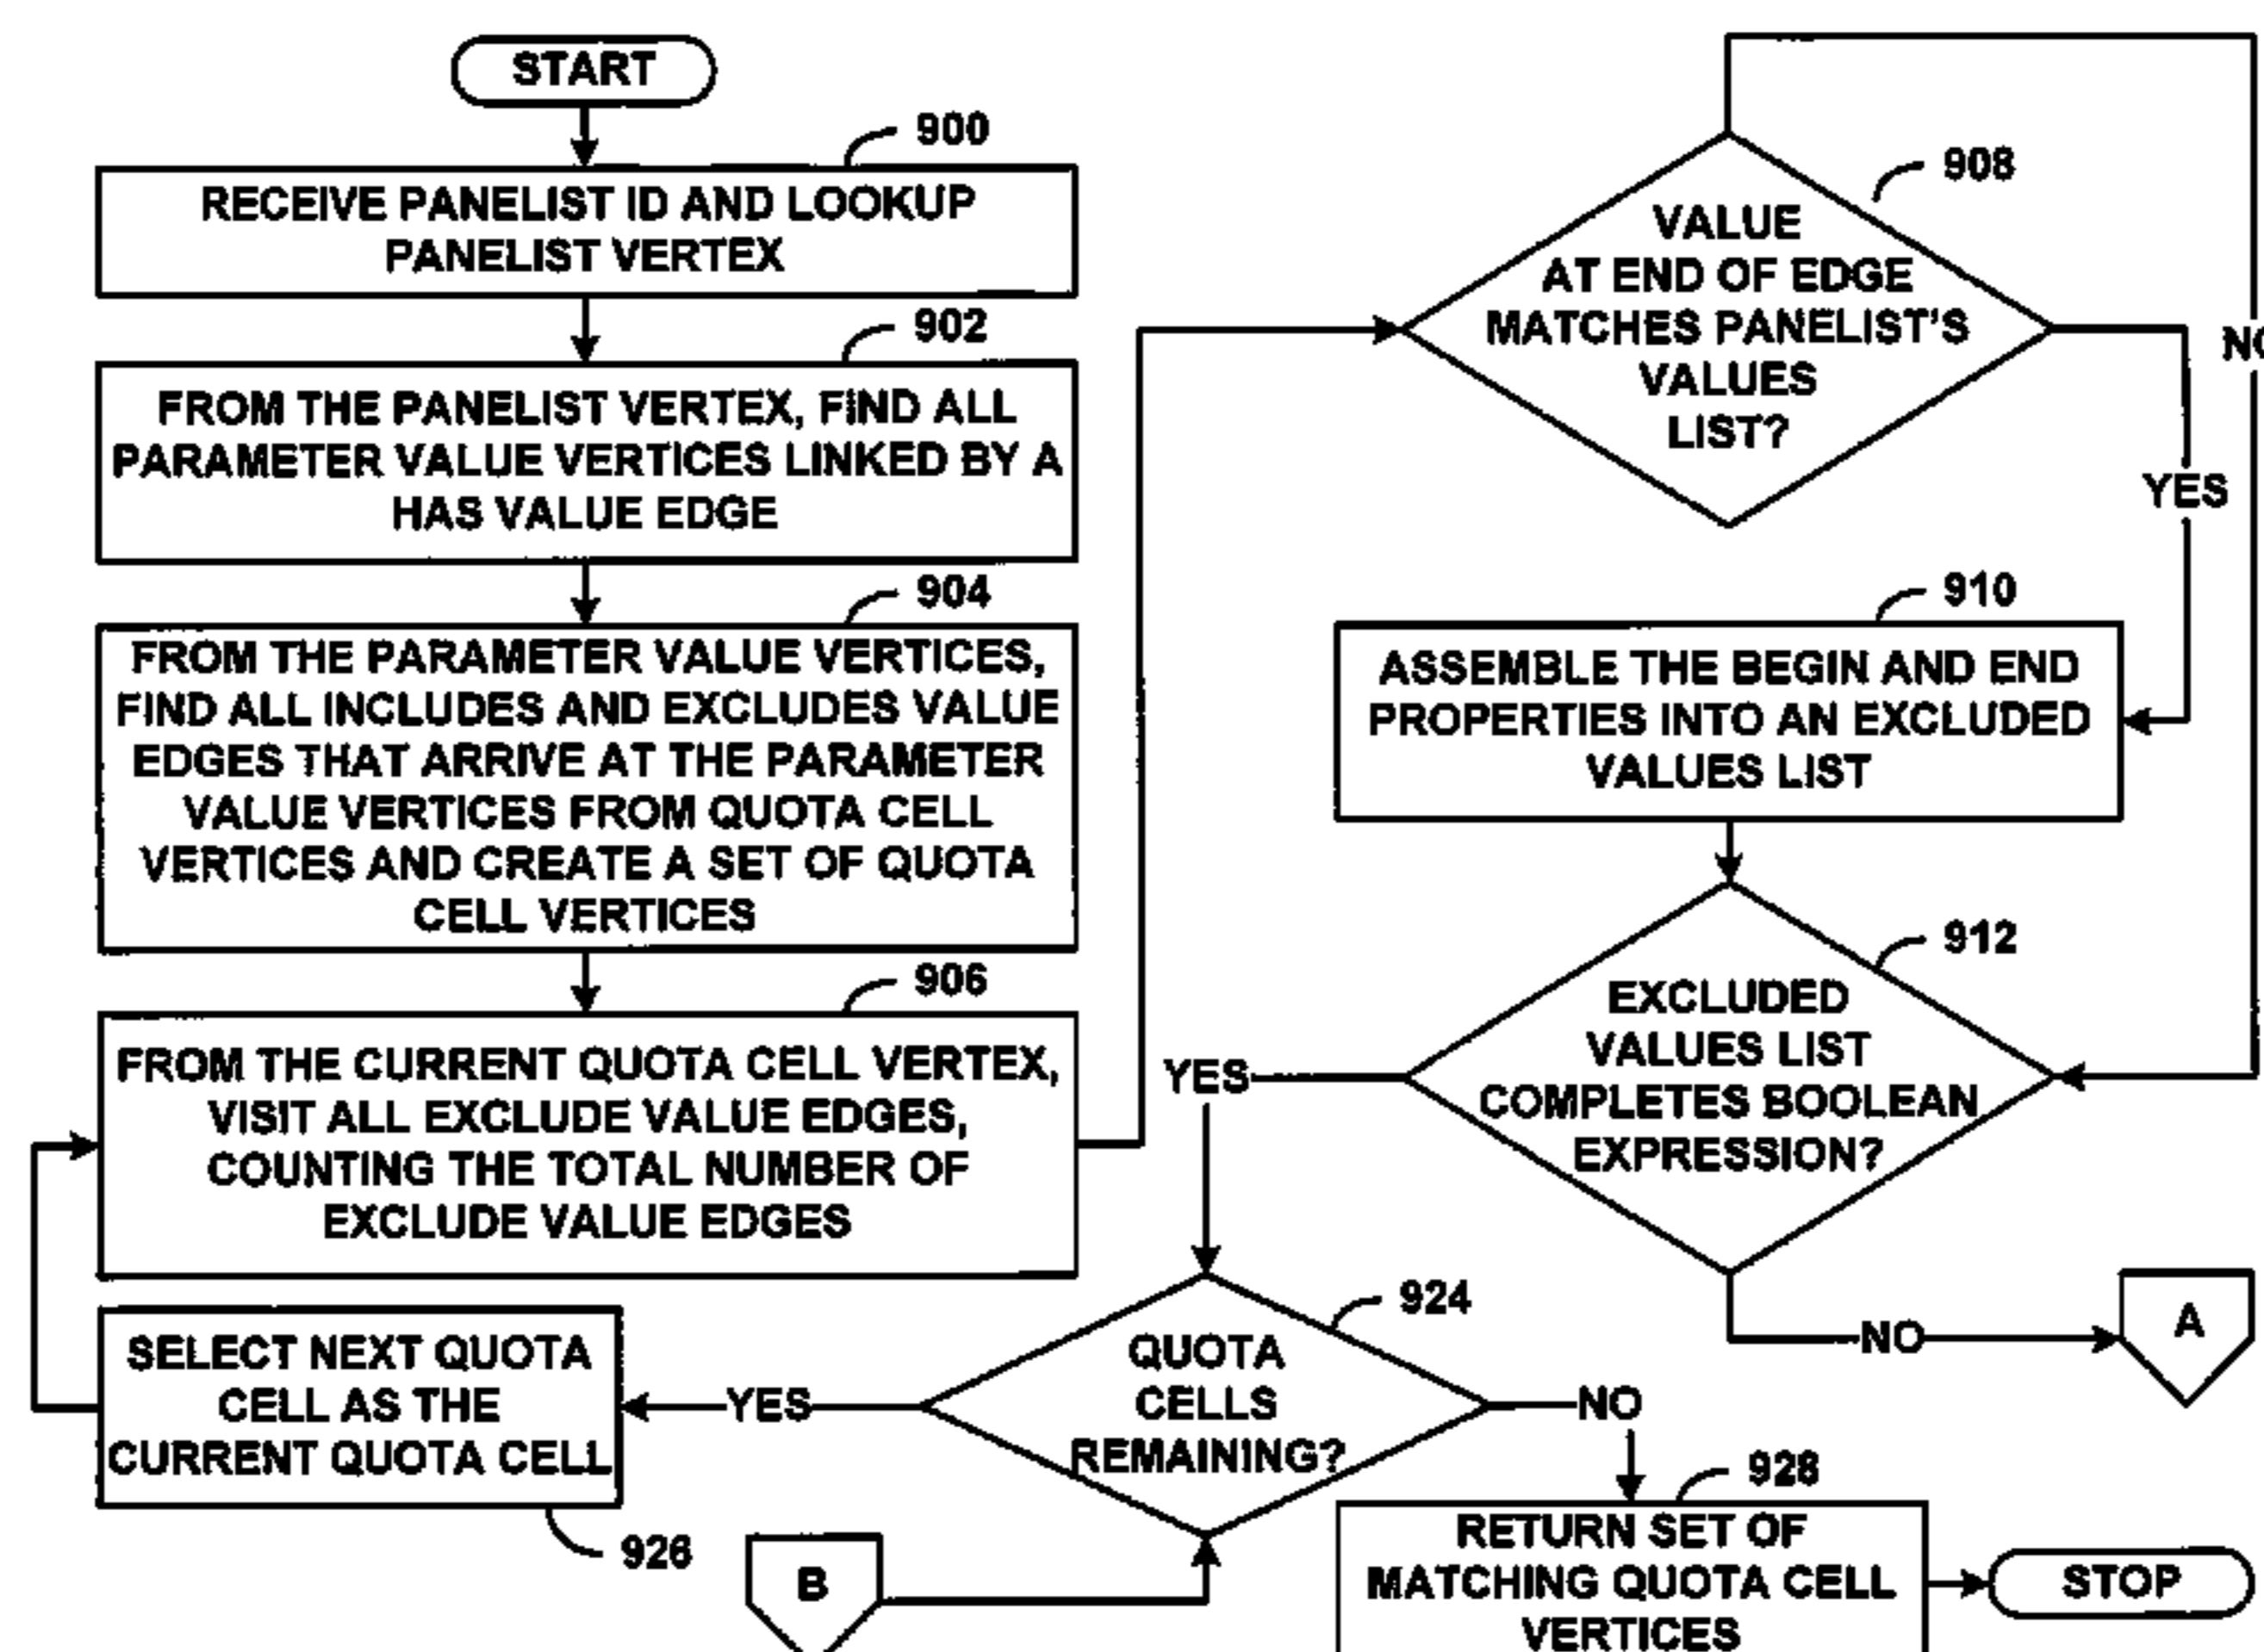 START
900
RECEIVE PANELIST ID AND LOOKUP
PANELIST VERTEX
902
FROM THE PANELIST VERTEX, FIND ALL
PARAMETER VALUE VERTICES LINKED BY A
HAS VALUE EDGE
904
FROM THE PARAMETER VALUE VERTICES,
FIND ALL INCLUDES AND EXCLUDES VALUE
EDGES THAT ARRIVE AT THE PARAMETER
VALUE VERTICES FROM QUOTA CELL
VERTICES AND CREATE A SET OF QUOTA
CELL VERTICES
906
FROM THE CURRENT QUOTA CELL VERTEX,
VISIT ALL EXCLUDE VALUE EDGES,
COUNTING THE TOTAL NUMBER OF
EXCLUDE VALUE EDGES
908
VALUE
AT END OF EDGE
MATCHES PANELIST'S
VALUES
LIST?
NO
YES
910
ASSEMBLE THE BEGIN AND END
PROPERTIES INTO AN EXCLUDED
VALUES LIST
912
EXCLUDED
VALUES LIST
COMPLETES BOOLEAN
EXPRESSION?
YES
NO
A
924
QUOTA
CELLS
REMAINING?
YES
NO
SELECT NEXT QUOTA
CELL AS THE
CURRENT QUOTA CELL
926
B
928
RETURN SET OF
MATCHING QUOTA CELL
VERTICES
STOP